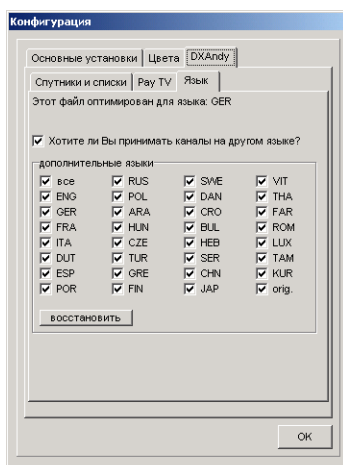 Конфигурация
Основные установки Цвета DXAndy
Спутники и списки Pay TV Язык
Этот файл оптимирован для языка: GER
Хотите ли Вы принимать каналы на другом языке?
дополнительные языки
все RUS SWE VIT
ENG POL DAN THA
GER ARA CRO FAR
FRA HUN BUL ROM
ITA CZE HEB LUX
DUT TUR SER TAM
ESP GRE CHN KUR
POR FIN JAP orig.
восстановить
OK